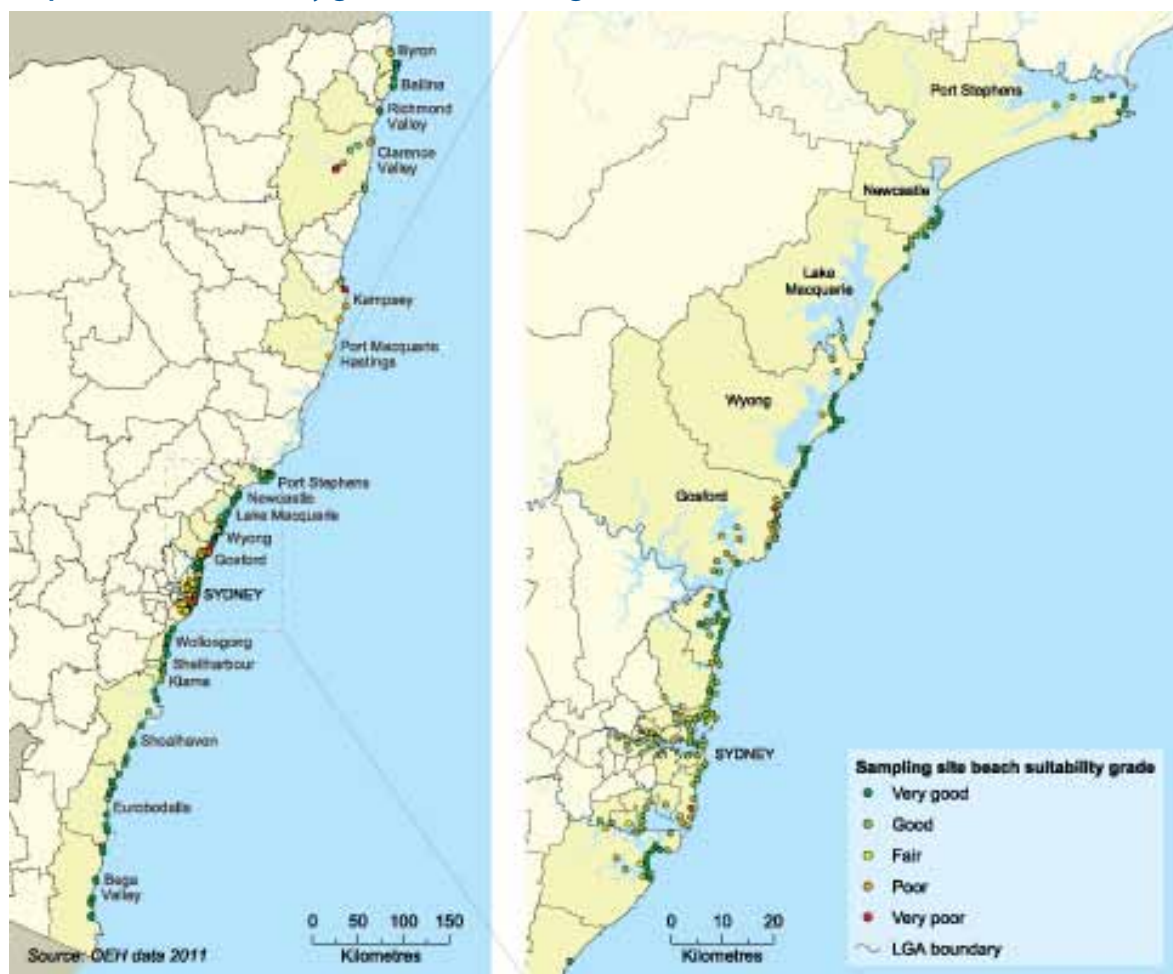 Byron
Ballina
Richmond
Valley
Clarence
Valley
Kempsey
Port Macquarie
Hastings
Port Stephens
Newcastle
Lake Macquarie
Wyong
Gosford
SYDNEY
Wollongong
Shellharbour
Kiama
Shoalhaven
Eurobodalla
Bega
Valley
0 50 100 150
Kilometres
Source: OEH data 2011
Port Stephens
Newcastle
Lake
Macquarie
Wyong
Gosford
SYDNEY
0 10 20
Kilometres
Sampling site beach suitability grade
Very good
Good
Fair
Poor
Very poor
LGA boundary